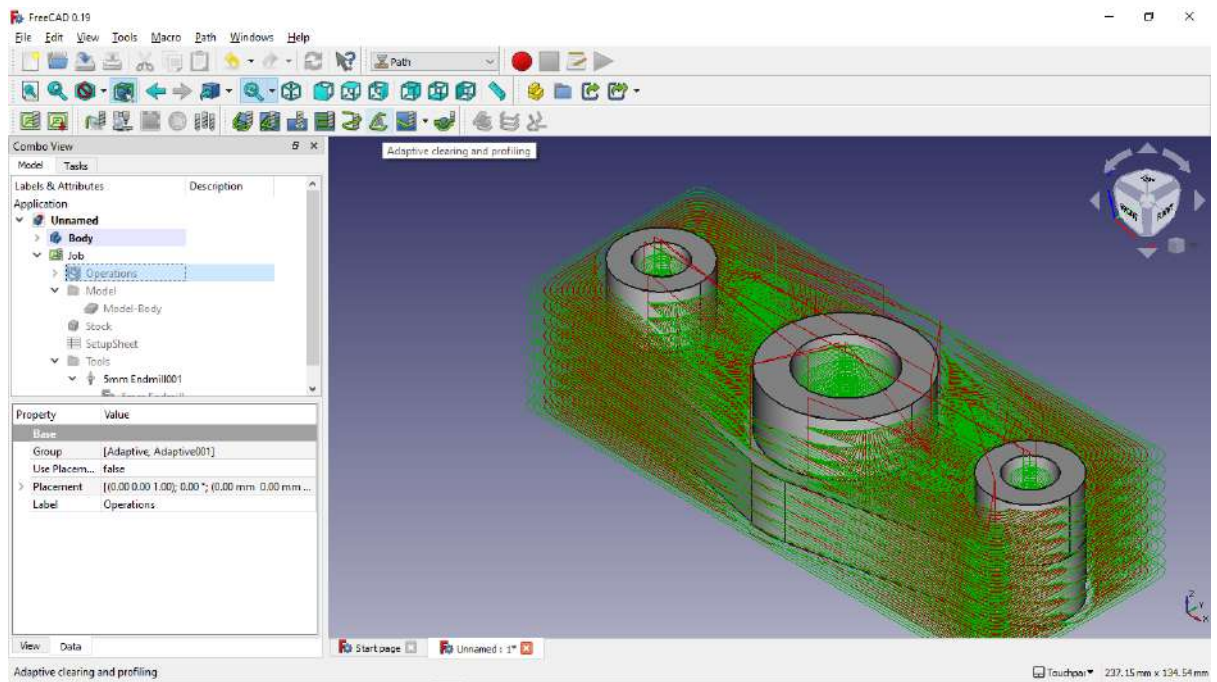 FreeCAD 0.19
File Edit View Tools Macro Path Windows Help
Path
Combo View
Adaptive clearing and profiling
Model Tasks
Labels & Attributes Description
Application
Unnamed
Body
Job
Operations
Model
Model-Body
Stock
SetupSheet
Tools
5mm Endmill001
5mm Endmill
Property Value
Base
Group [Adaptive, Adaptive001]
Use Placem... false
Placement [(0.00 0.00 1.00); 0.00 °; (0.00 mm 0.00 mm ...
Label Operations
Z
Y
X
View Data
Start page
Unnamed : 1*
Adaptive clearing and profiling
237.15 mm x 134.54 mm